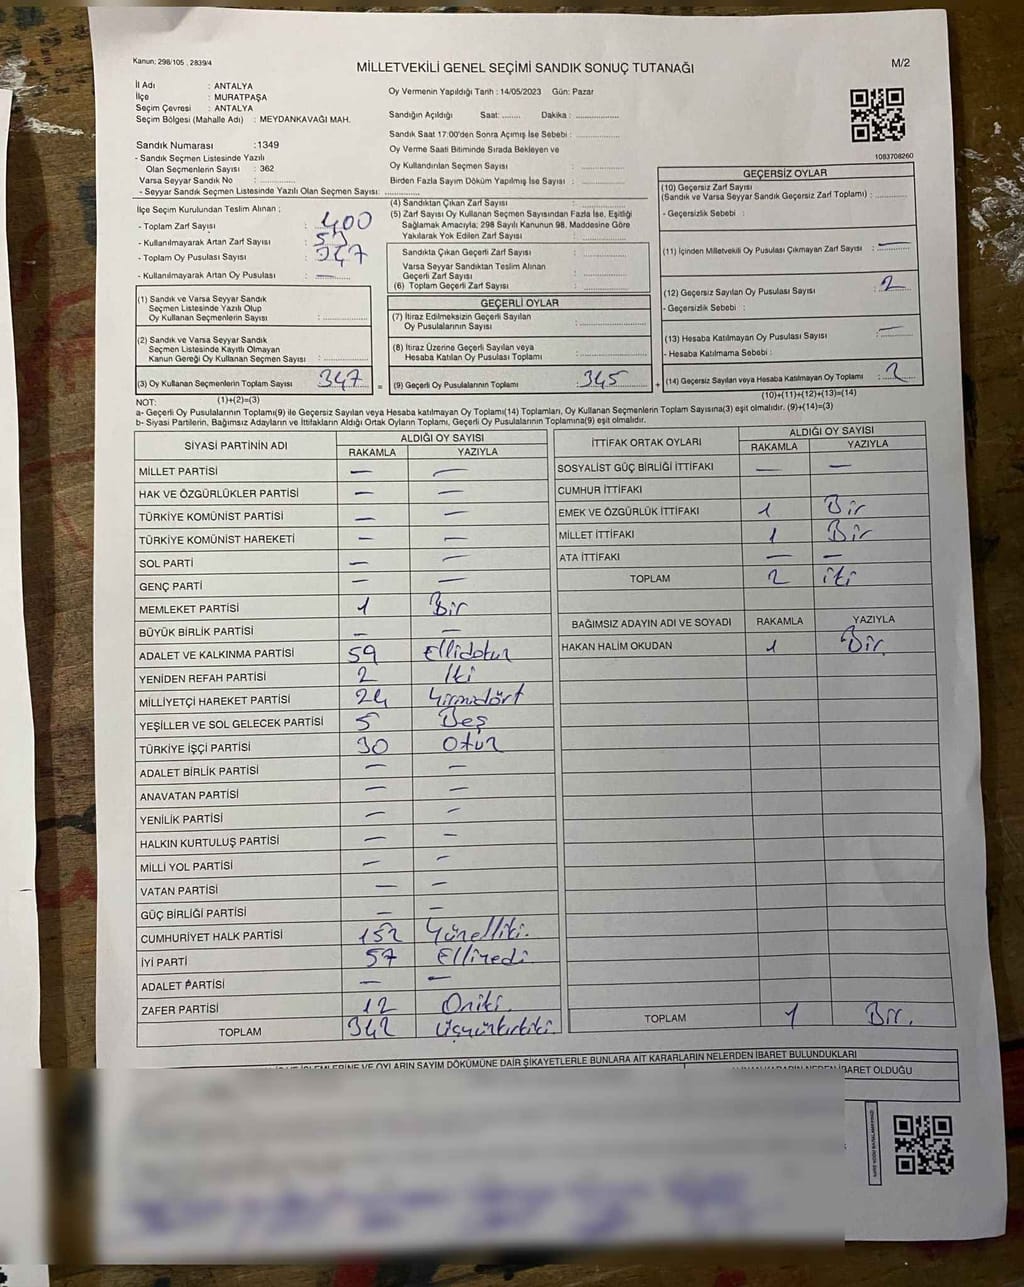 Kanun; 298/105 , 2839/4
MİLLETVEKİLİ GENEL SEÇİMİ SANDIK SONUÇ TUTANAĞI
M/2
İl Adı : ANTALYA
İlçe : MURATPAŞA
Seçim Çevresi : ANTALYA
Seçim Bölgesi (Mahalle Adı) : MEYDANKAVAĞI MAH.
Sandık Numarası :1349
- Sandık Seçmen Listesinde Yazılı
Olan Seçmenlerin Sayısı : 362
Varsa Seyyar Sandık No :
- Seyyar Sandık Seçmen Listesinde Yazılı Olan Seçmen Sayısı:
Oy Vermenin Yapıldığı Tarih : 14/05/2023 Gün: Pazar
Sandığın Açıldığı Saat: ........ Dakika : ................
Sandık Saat 17:00'den Sonra Açımış İse Sebebi :
Oy Verme Saati Bitiminde Sırada Bekleyen ve
Oy Kullandırılan Seçmen Sayısı :
Birden Fazla Sayım Döküm Yapılmış İse Sayısı :
1083708260
İlçe Seçim Kurulundan Teslim Alınan ;
- Toplam Zarf Sayısı : 400
- Kullanılmayarak Artan Zarf Sayısı :
- Toplam Oy Pusulası Sayısı : 347
- Kullanılmayarak Artan Oy Pusulası : —
(4) Sandıktan Çıkan Zarf Sayısı :
(5) Zarf Sayısı Oy Kullanan Seçmen Sayısından Fazla İse, Eşitliği
Sağlamak Amacıyla; 298 Sayılı Kanunun 98. Maddesine Göre
Yakılarak Yok Edilen Zarf Sayısı :
Sandıkta Çıkan Geçerli Zarf Sayısı :
Varsa Seyyar Sandıktan Teslim Alınan
Geçerli Zarf Sayısı :
(6) Toplam Geçerli Zarf Sayısı :
GEÇERSİZ OYLAR
(10) Geçersiz Zarf Sayısı
(Sandık ve Varsa Seyyar Sandık Geçersiz Zarf Toplamı) :
- Geçersizlik Sebebi :
(11) İçinden Milletvekili Oy Pusulası Çıkmayan Zarf Sayısı : —
(12) Geçersiz Sayılan Oy Pusulası Sayısı : 2
- Geçersizlik Sebebi :
(13) Hesaba Katılmayan Oy Pusulası Sayısı : —
- Hesaba Katılmama Sebebi :
(14) Geçersiz Sayılan veya Hesaba Katılmayan Oy Toplamı : 2
(10)+(11)+(12)+(13)=(14)
(1) Sandık ve Varsa Seyyar Sandık
Seçmen Listesinde Yazılı Olup
Oy Kullanan Seçmenlerin Sayısı :
(2) Sandık ve Varsa Seyyar Sandık
Seçmen Listesinde Kayıtlı Olmayan
Kanun Gereği Oy Kullanan Seçmen Sayısı :
(3) Oy Kullanan Seçmenlerin Toplam Sayısı 347 =
(1)+(2)=(3)
GEÇERLİ OYLAR
(7) İtiraz Edilmeksizin Geçerli Sayılan
Oy Pusulalarının Sayısı :
(8) İtiraz Üzerine Geçerli Sayılan veya
Hesaba Katılan Oy Pusulası Toplamı :
(9) Geçerli Oy Pusulalarının Toplamı : 345 +
NOT:
a- Geçerli Oy Pusulalarının Toplamı(9) ile Geçersiz Sayılan veya Hesaba katılmayan Oy Toplamı(14) Toplamları, Oy Kullanan Seçmenlerin Toplam Sayısına(3) eşit olmalıdır. (9)+(14)=(3)
b- Siyasi Partilerin, Bağımsız Adayların ve İttifakların Aldığı Ortak Oyların Toplamı, Geçerli Oy Pusulalarının Toplamına(9) eşit olmalıdır.
SİYASİ PARTİNİN ADI ALDIĞI OY SAYISI
RAKAMLA YAZIYLA
MİLLET PARTİSİ — —
HAK VE ÖZGÜRLÜKLER PARTİSİ — —
TÜRKİYE KOMÜNİST PARTİSİ — —
TÜRKİYE KOMÜNİST HAREKETİ — —
SOL PARTİ — —
GENÇ PARTİ — —
MEMLEKET PARTİSİ 1 Bir
BÜYÜK BİRLİK PARTİSİ — —
ADALET VE KALKINMA PARTİSİ 59 Ellidokuz
YENİDEN REFAH PARTİSİ 2 İki
MİLLİYETÇİ HAREKET PARTİSİ 24 Yirmidört
YEŞİLLER VE SOL GELECEK PARTİSİ 5 Beş
TÜRKİYE İŞÇİ PARTİSİ 30 Otuz
ADALET BİRLİK PARTİSİ — —
ANAVATAN PARTİSİ — —
YENİLİK PARTİSİ — —
HALKIN KURTULUŞ PARTİSİ — —
MİLLİ YOL PARTİSİ — —
VATAN PARTİSİ — —
GÜÇ BİRLİĞİ PARTİSİ — —
CUMHURİYET HALK PARTİSİ 152 Yüzelliki.
İYİ PARTİ 57 Elliyedi.
ADALET PARTİSİ — —
ZAFER PARTİSİ 12 Oniki.
TOPLAM 342 Üçyüzkırkiki.
İTTİFAK ORTAK OYLARI ALDIĞI OY SAYISI
RAKAMLA YAZIYLA
SOSYALİST GÜÇ BİRLİĞİ İTTİFAKI — —
CUMHUR İTTİFAKI
EMEK VE ÖZGÜRLÜK İTTİFAKI 1 Bir
MİLLET İTTİFAKI 1 Bir
ATA İTTİFAKI — —
TOPLAM 2 iki
BAĞIMSIZ ADAYIN ADI VE SOYADI RAKAMLA YAZIYLA
HAKAN HALİM OKUDAN 1 Bir.
TOPLAM 1 Bir.
VE OYLARIN SAYIM DÖKÜMÜNE DAİR ŞİKAYETLERLE BUNLARA AİT KARARLARIN NELERDEN İBARET BULUNDUKLARI
İBARET OLDUĞU